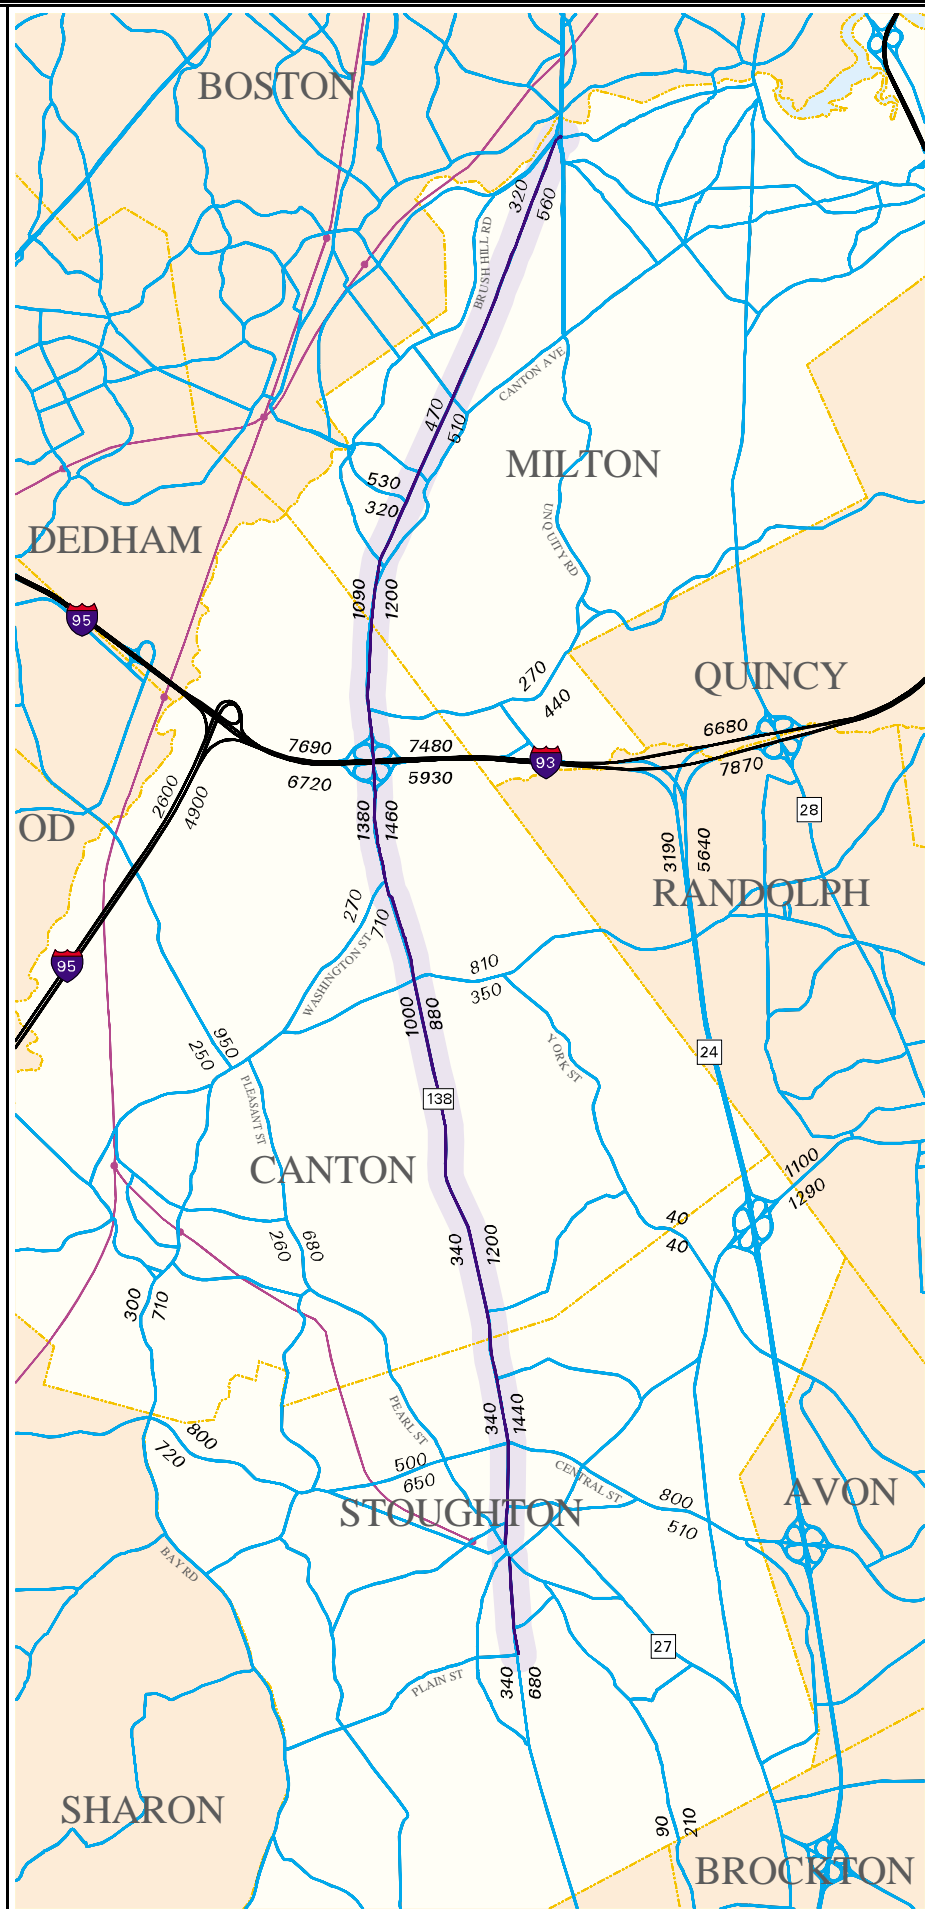 BOSTON
320
560
BRUSH HILL RD
CANTON AVE
470
510
MILTON
530
320
UNQUITY RD
DEDHAM
1090
1200
95
270
440
QUINCY
6680
7870
7690
7480
6720
5930
93
2600
4900
1380
1460
28
OD
3190
5640
RANDOLPH
270
710
WASHINGTON ST
810
350
95
1000
880
950
250
YORK ST
24
PLEASANT ST
138
CANTON
1100
1290
40
40
260
680
340
1200
300
710
340
1440
PEARL ST
800
720
500
650
CENTRAL ST
800
510
AVON
STOUGHTON
BAY RD
27
PLAIN ST
340
680
SHARON
90
210
BROCKTON